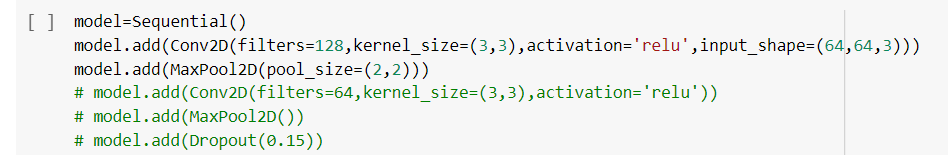 [ ] model=Sequential()
model.add(Conv2D(filters=128,kernel_size=(3,3),activation='relu',input_shape=(64,64,3)))
model.add(MaxPool2D(pool_size=(2,2)))
# model.add(Conv2D(filters=64,kernel_size=(3,3),activation='relu'))
# model.add(MaxPool2D())
# model.add(Dropout(0.15))